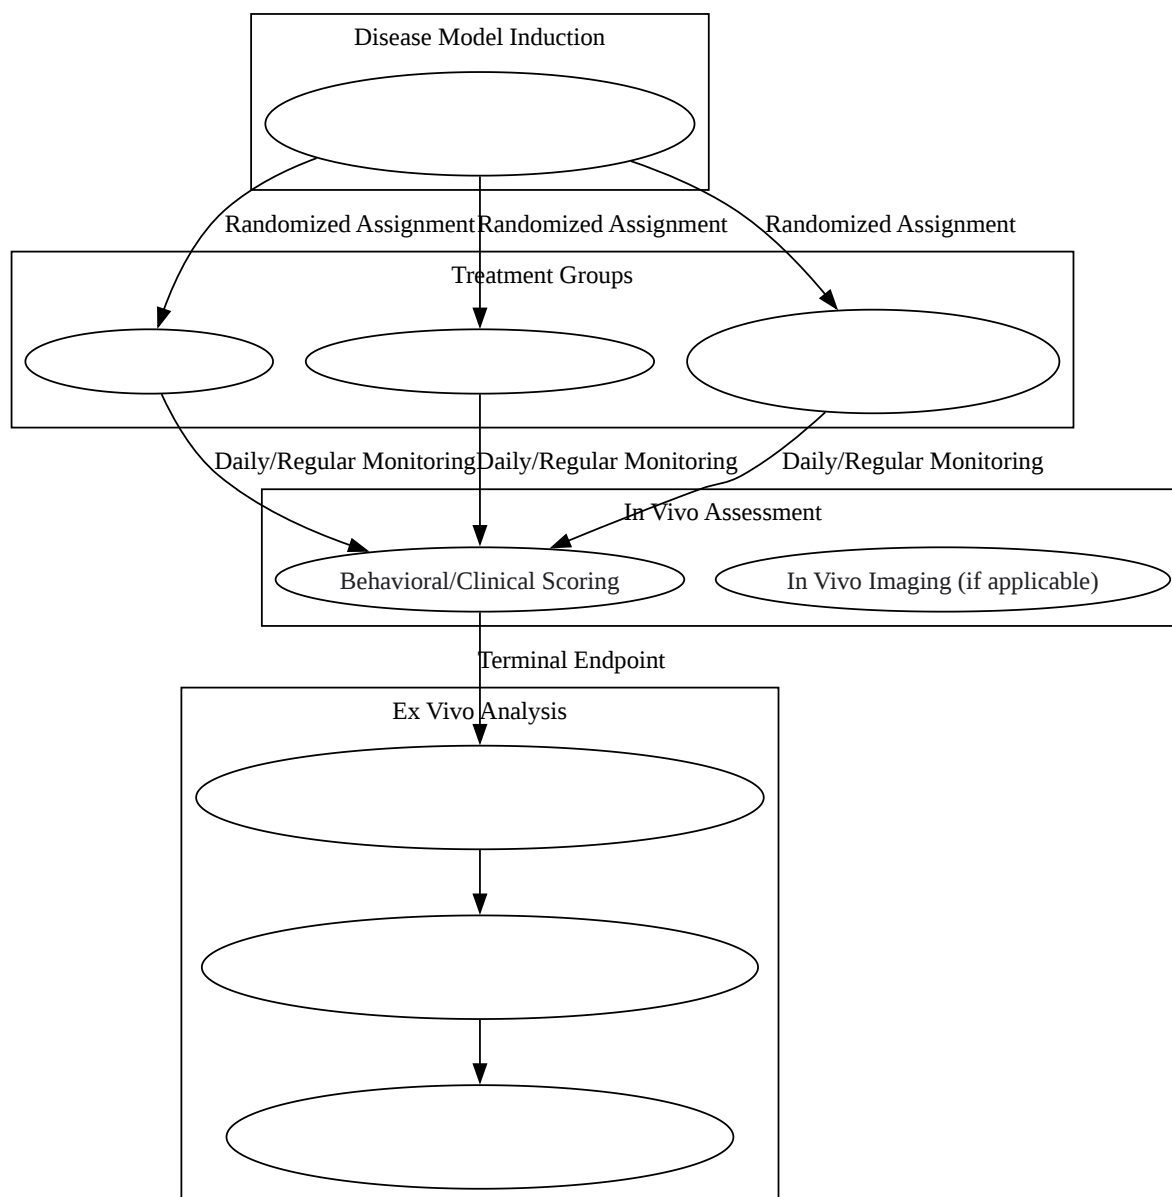 Disease Model Induction
Randomized Assignment
Randomized Assignment
Randomized Assignment
Treatment Groups
Daily/Regular Monitoring
Daily/Regular Monitoring
Daily/Regular Monitoring
In Vivo Assessment
Behavioral/Clinical Scoring
In Vivo Imaging (if applicable)
Terminal Endpoint
Ex Vivo Analysis